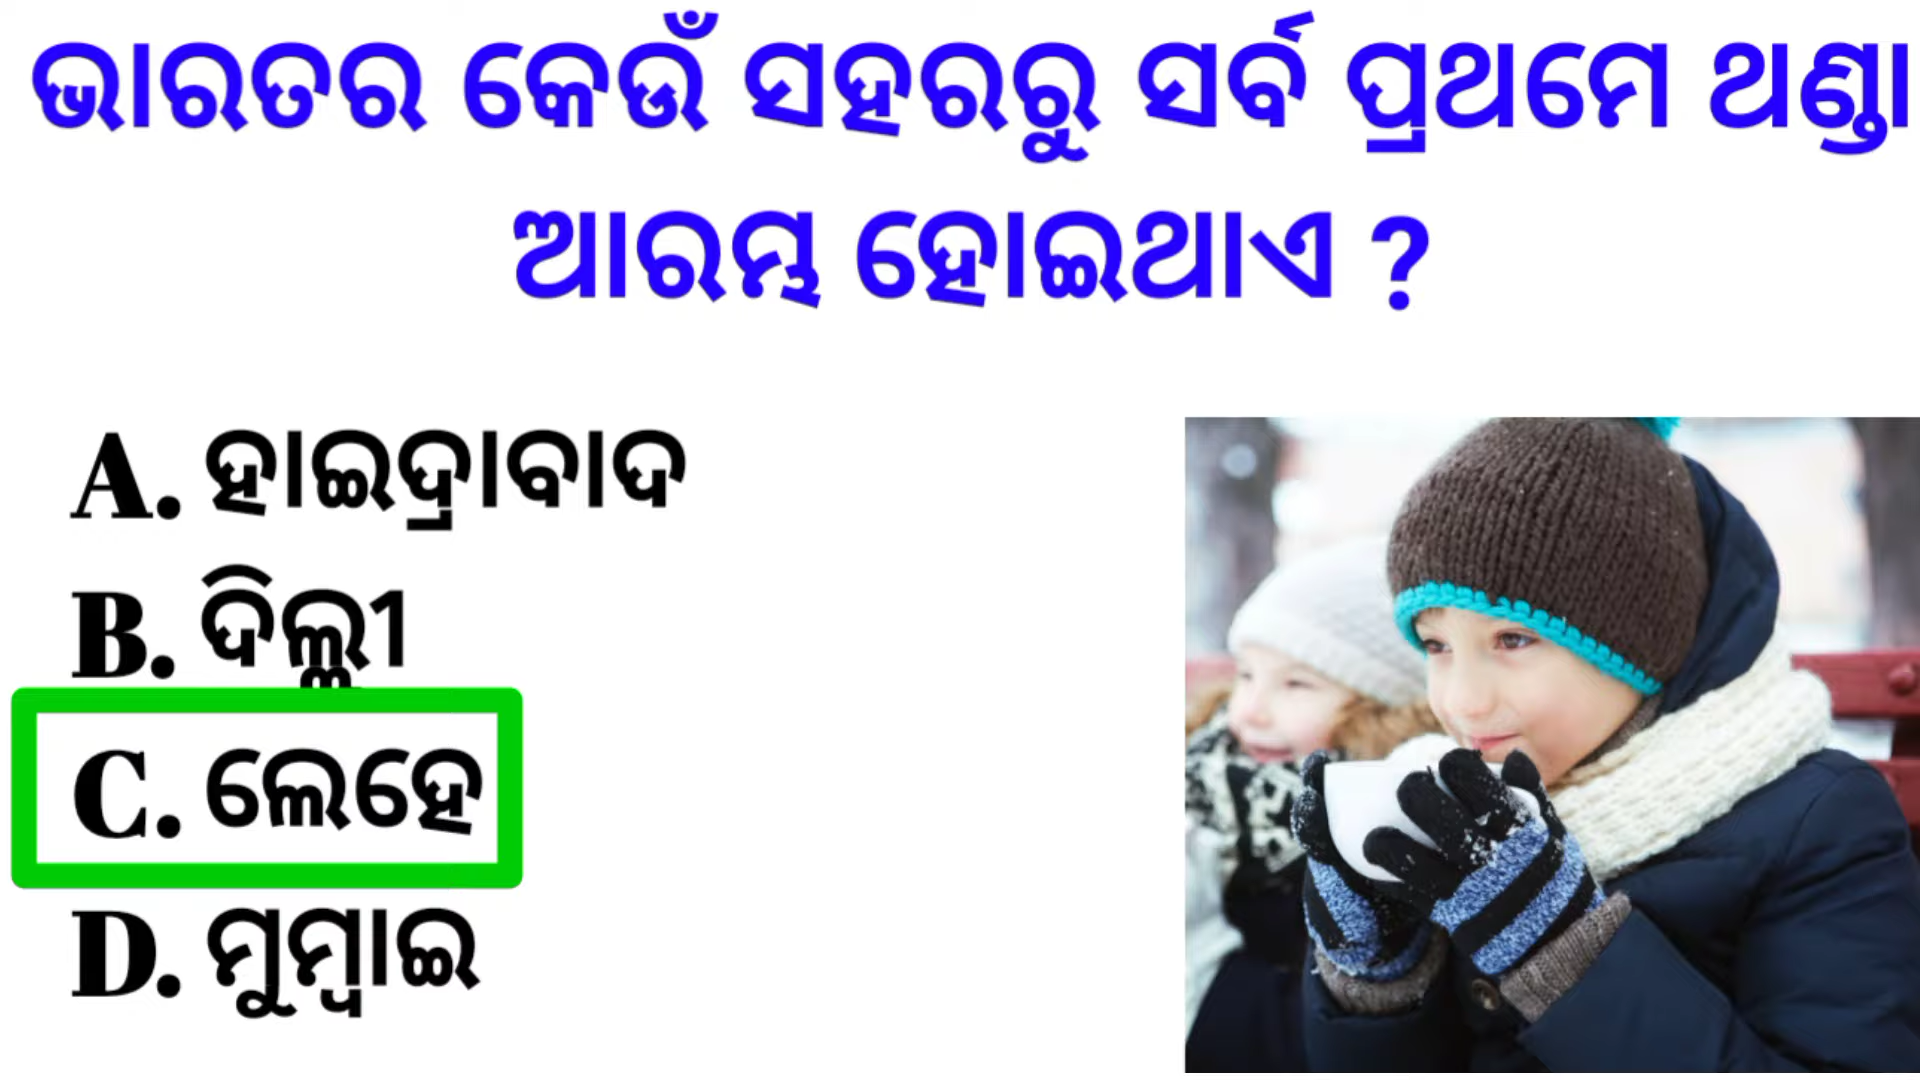 ଭାରତର କେଉଁ ସହରରୁ ସର୍ବ ପ୍ରଥମେ ଥଣ୍ଡା
ଆରମ୍ଭ ହୋଇଥାଏ ?
A. ହାଇଦ୍ରାବାଦ
B. ଦିଲ୍ଲୀ
C. ଲେହେ
D. ମୁମ୍ବାଇ